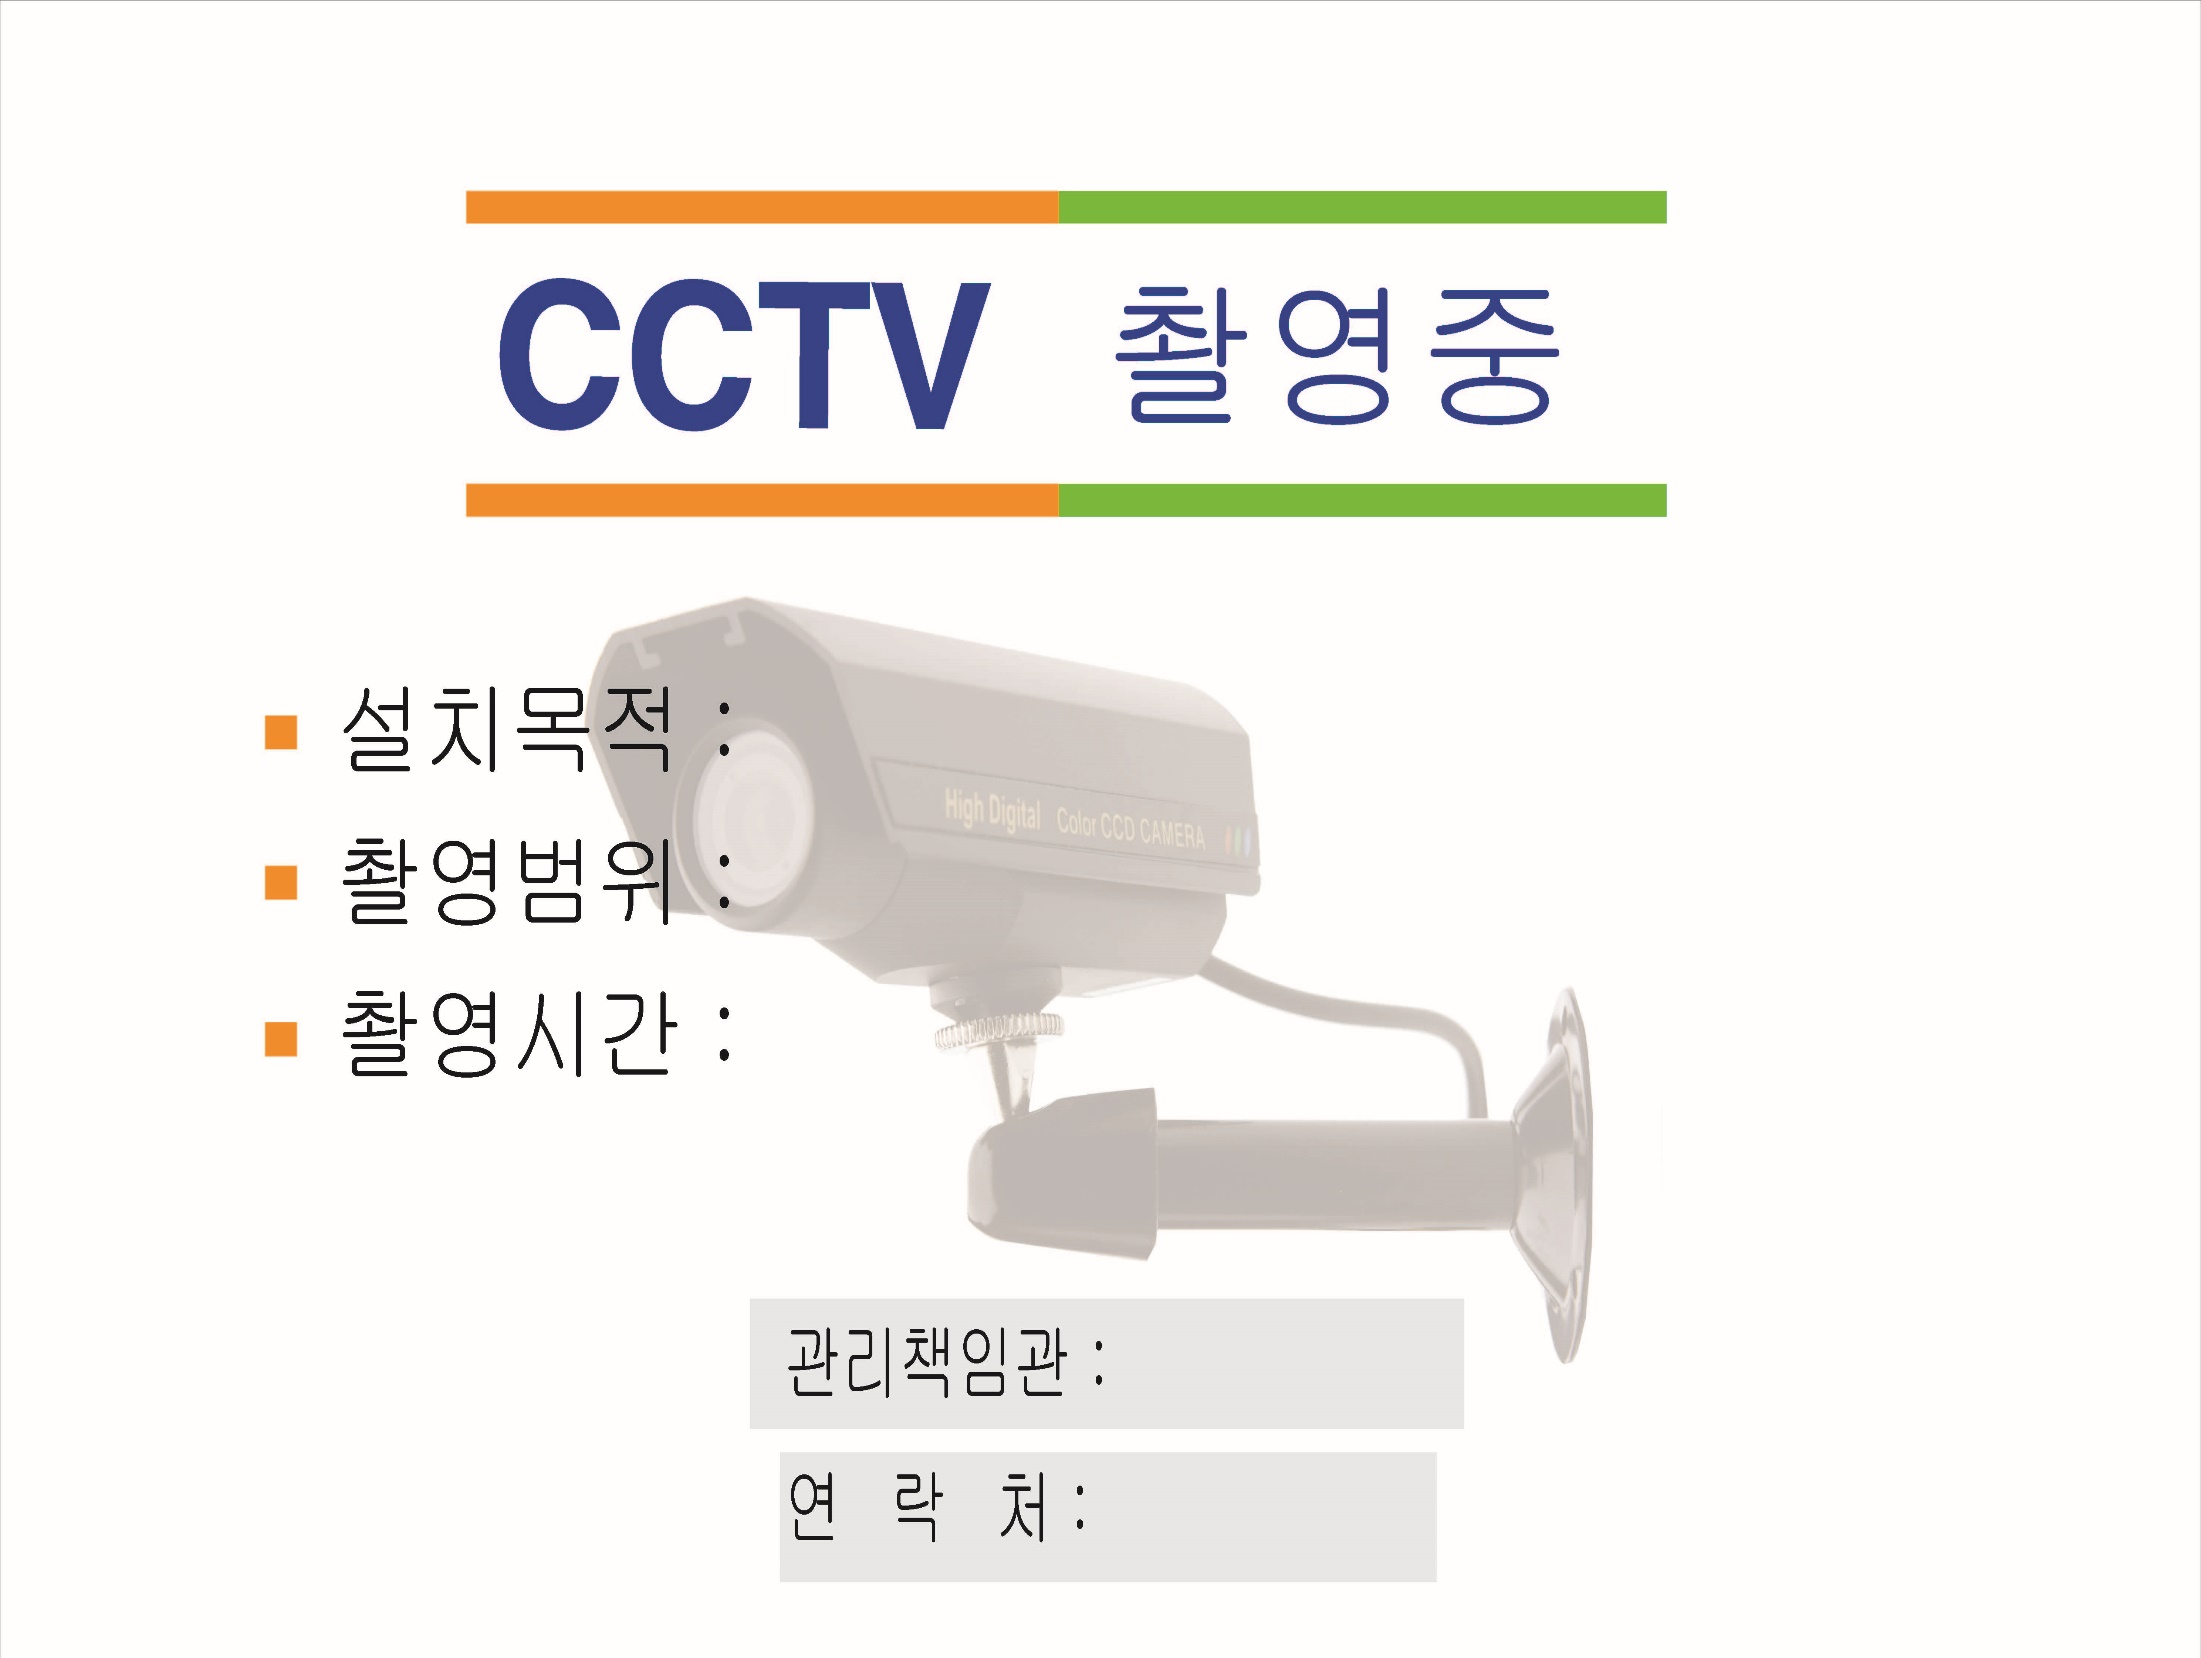 CCTV 촬영중
설치목적 :
High Digital Color CCD CAMERA
촬영범위 :
촬영시간 :
관리책임관 :
연 락 처 :